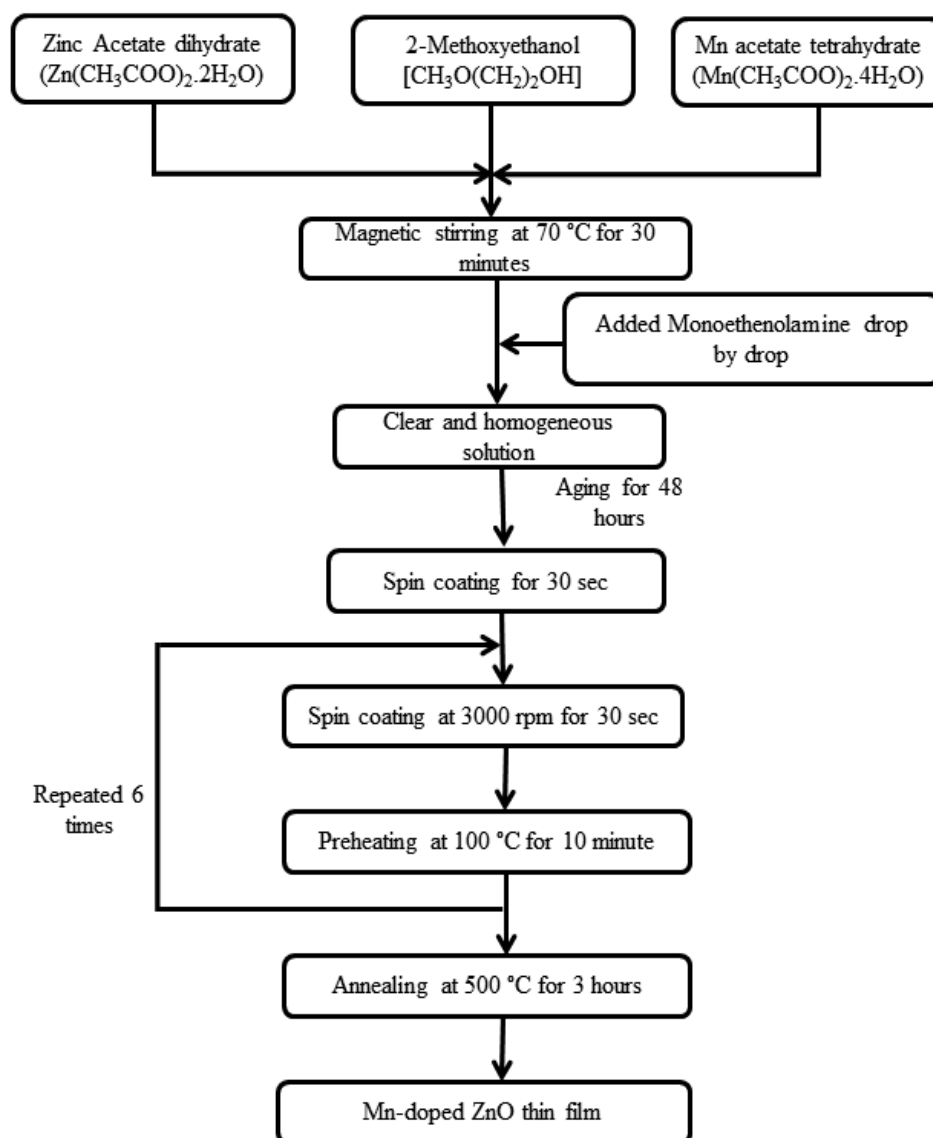 Zinc Acetate dihydrate
(Zn(CH₃COO)₂.2H₂O)
2-Methoxyethanol
[CH₃O(CH₂)₂OH]
Mn acetate tetrahydrate
(Mn(CH₃COO)₂.4H₂O)
Magnetic stirring at 70 °C for 30
minutes
Added Monoethenolamine drop
by drop
Clear and homogeneous
solution
Aging for 48
hours
Spin coating for 30 sec
Spin coating at 3000 rpm for 30 sec
Repeated 6
times
Preheating at 100 °C for 10 minute
Annealing at 500 °C for 3 hours
Mn-doped ZnO thin film